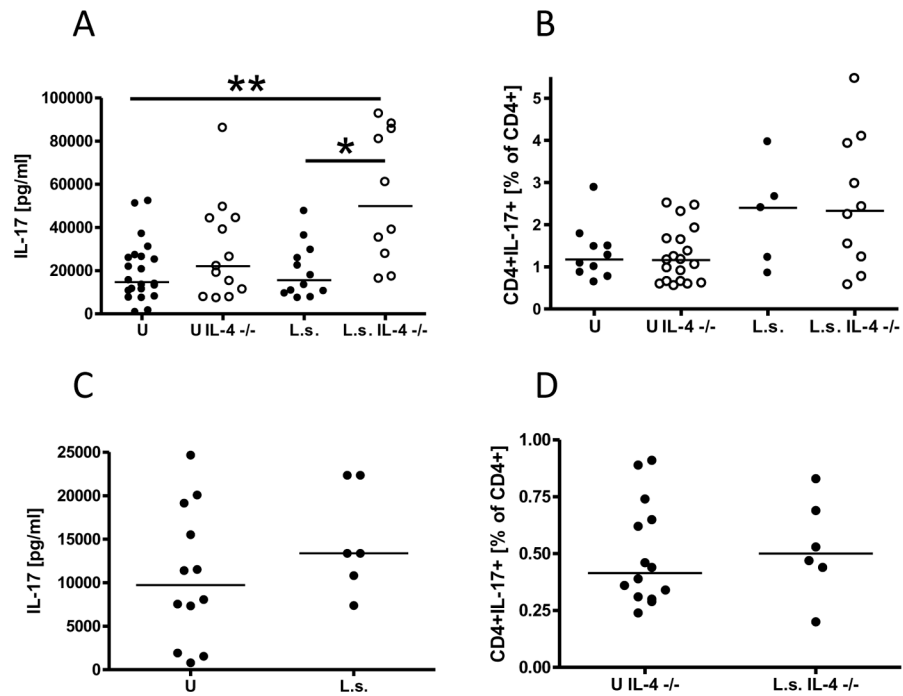 A
**
*
IL-17 [pg/ml]
100000
80000
60000
40000
20000
0
U
U IL-4 -/-
L.s.
L.s. IL-4 -/-
B
CD4+IL-17+ [% of CD4+]
5
4
3
2
1
0
U
U IL-4 -/-
L.s.
L.s. IL-4 -/-
C
IL-17 [pg/ml]
25000
20000
15000
10000
5000
0
U
L.s.
D
CD4+IL-17+ [% of CD4+]
1.00
0.75
0.50
0.25
0.00
U IL-4 -/-
L.s. IL-4 -/-